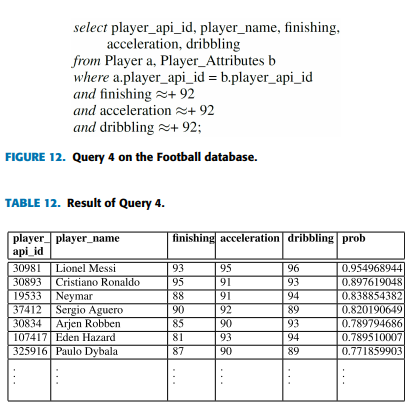 select player_api_id, player_name, finishing,
acceleration, dribbling
from Player a, Player_Attributes b
where a.player_api_id = b.player_api_id
and finishing ≈+ 92
and acceleration ≈+ 92
and dribbling ≈+ 92;
FIGURE 12. Query 4 on the Football database.
TABLE 12. Result of Query 4.
player_api_id player_name finishing acceleration dribbling prob
30981 Lionel Messi 93 95 96 0.954968944
30893 Cristiano Ronaldo 95 91 93 0.897619048
19533 Neymar 88 91 94 0.838854382
37412 Sergio Aguero 90 92 89 0.820190649
30834 Arjen Robben 85 90 93 0.789794686
107417 Eden Hazard 81 93 94 0.789510007
325916 Paulo Dybala 87 90 89 0.771859903
⋮ ⋮ ⋮ ⋮ ⋮ ⋮